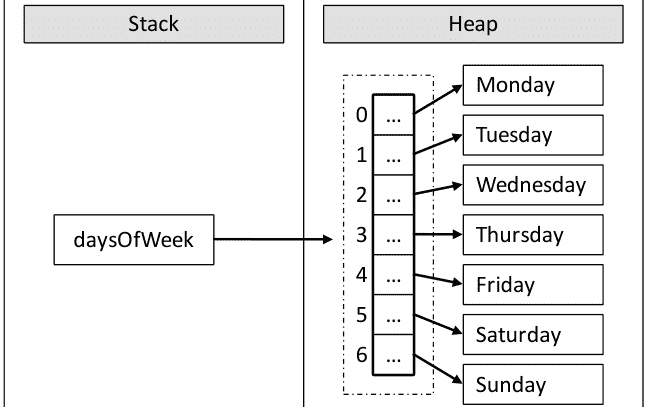 Stack
Heap
daysOfWeek
0 ... Monday
1 ... Tuesday
2 ... Wednesday
3 ... Thursday
4 ... Friday
5 ... Saturday
6 ... Sunday